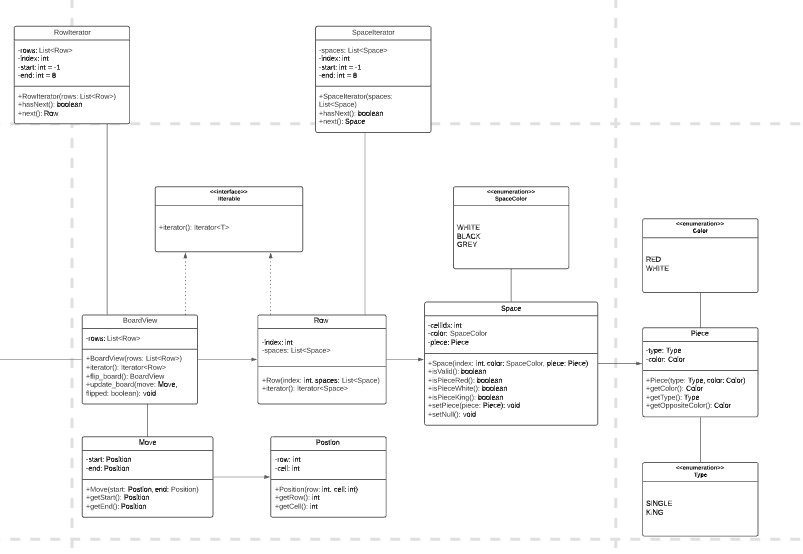 RowIterator
-rows: List<Row>
-index: int
-start: int = -1
-end: int = 8
+RowIterator(rows: List<Row>)
+hasNext(): boolean
+next(): Row
SpaceIterator
-spaces: List<Space>
-index: int
-start: int = -1
-end: int = 8
+SpaceIterator(spaces:
List<Space)
+hasNext(): boolean
+next(): Space
<<interface>>
Iiterable
+iterator(): Iterator<T>
<<enumeration>>
SpaceColor
WHITE
BLACK
GREY
<<enumeration>>
Color
RED
WHITE
BoardView
-rows: List<Row>
+BoardView(rows: List<Row>)
+iterator(): Iterator<Row>
+flip_board(): BoardView
+update_board(move: Move,
flipped: boolean): void
Row
-index: int
-spaces: List<Space>
+Row(index: int, spaces: List<Space)
+iterator(): Iterator<Space>
Space
-cellidx: int
-color: SpaceColor
-piece: Piece
+Space(index: int, color: SpaceColor, piece: Piece)
+isValid(): boolean
+isPieceRed(): boolean
+isPieceWhite(): boolean
+isPieceKing(): boolean
+setPiece(piece: Piece): void
+setNull(): void
Piece
-type: Type
-color: Color
+Piece(type: Type, color: Color)
+getColor(): Color
+getType(): Type
+getOppositeColor(): Color
Move
-start: Position
-end: Position
+Move(start: Postion, end: Position)
+getStart(): Position
+getEnd(): Position
Postion
-row: int
-cell: int
+Position(row: int, cell: int)
+getRow(): int
+getCell(): int
<<enumeration>>
Type
SINGLE
KING